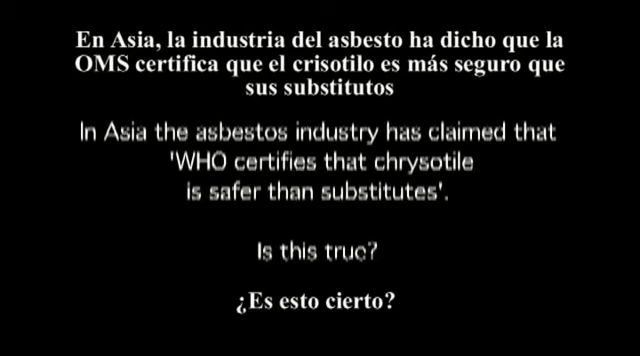 En Asia, la industria del asbesto ha dicho que la
OMS certifica que el crisotilo es más seguro que
sus substitutos
In Asia the asbestos industry has claimed that
'WHO certifies that chrysotile
is safer than substitutes'.
Is this true?
¿Es esto cierto?